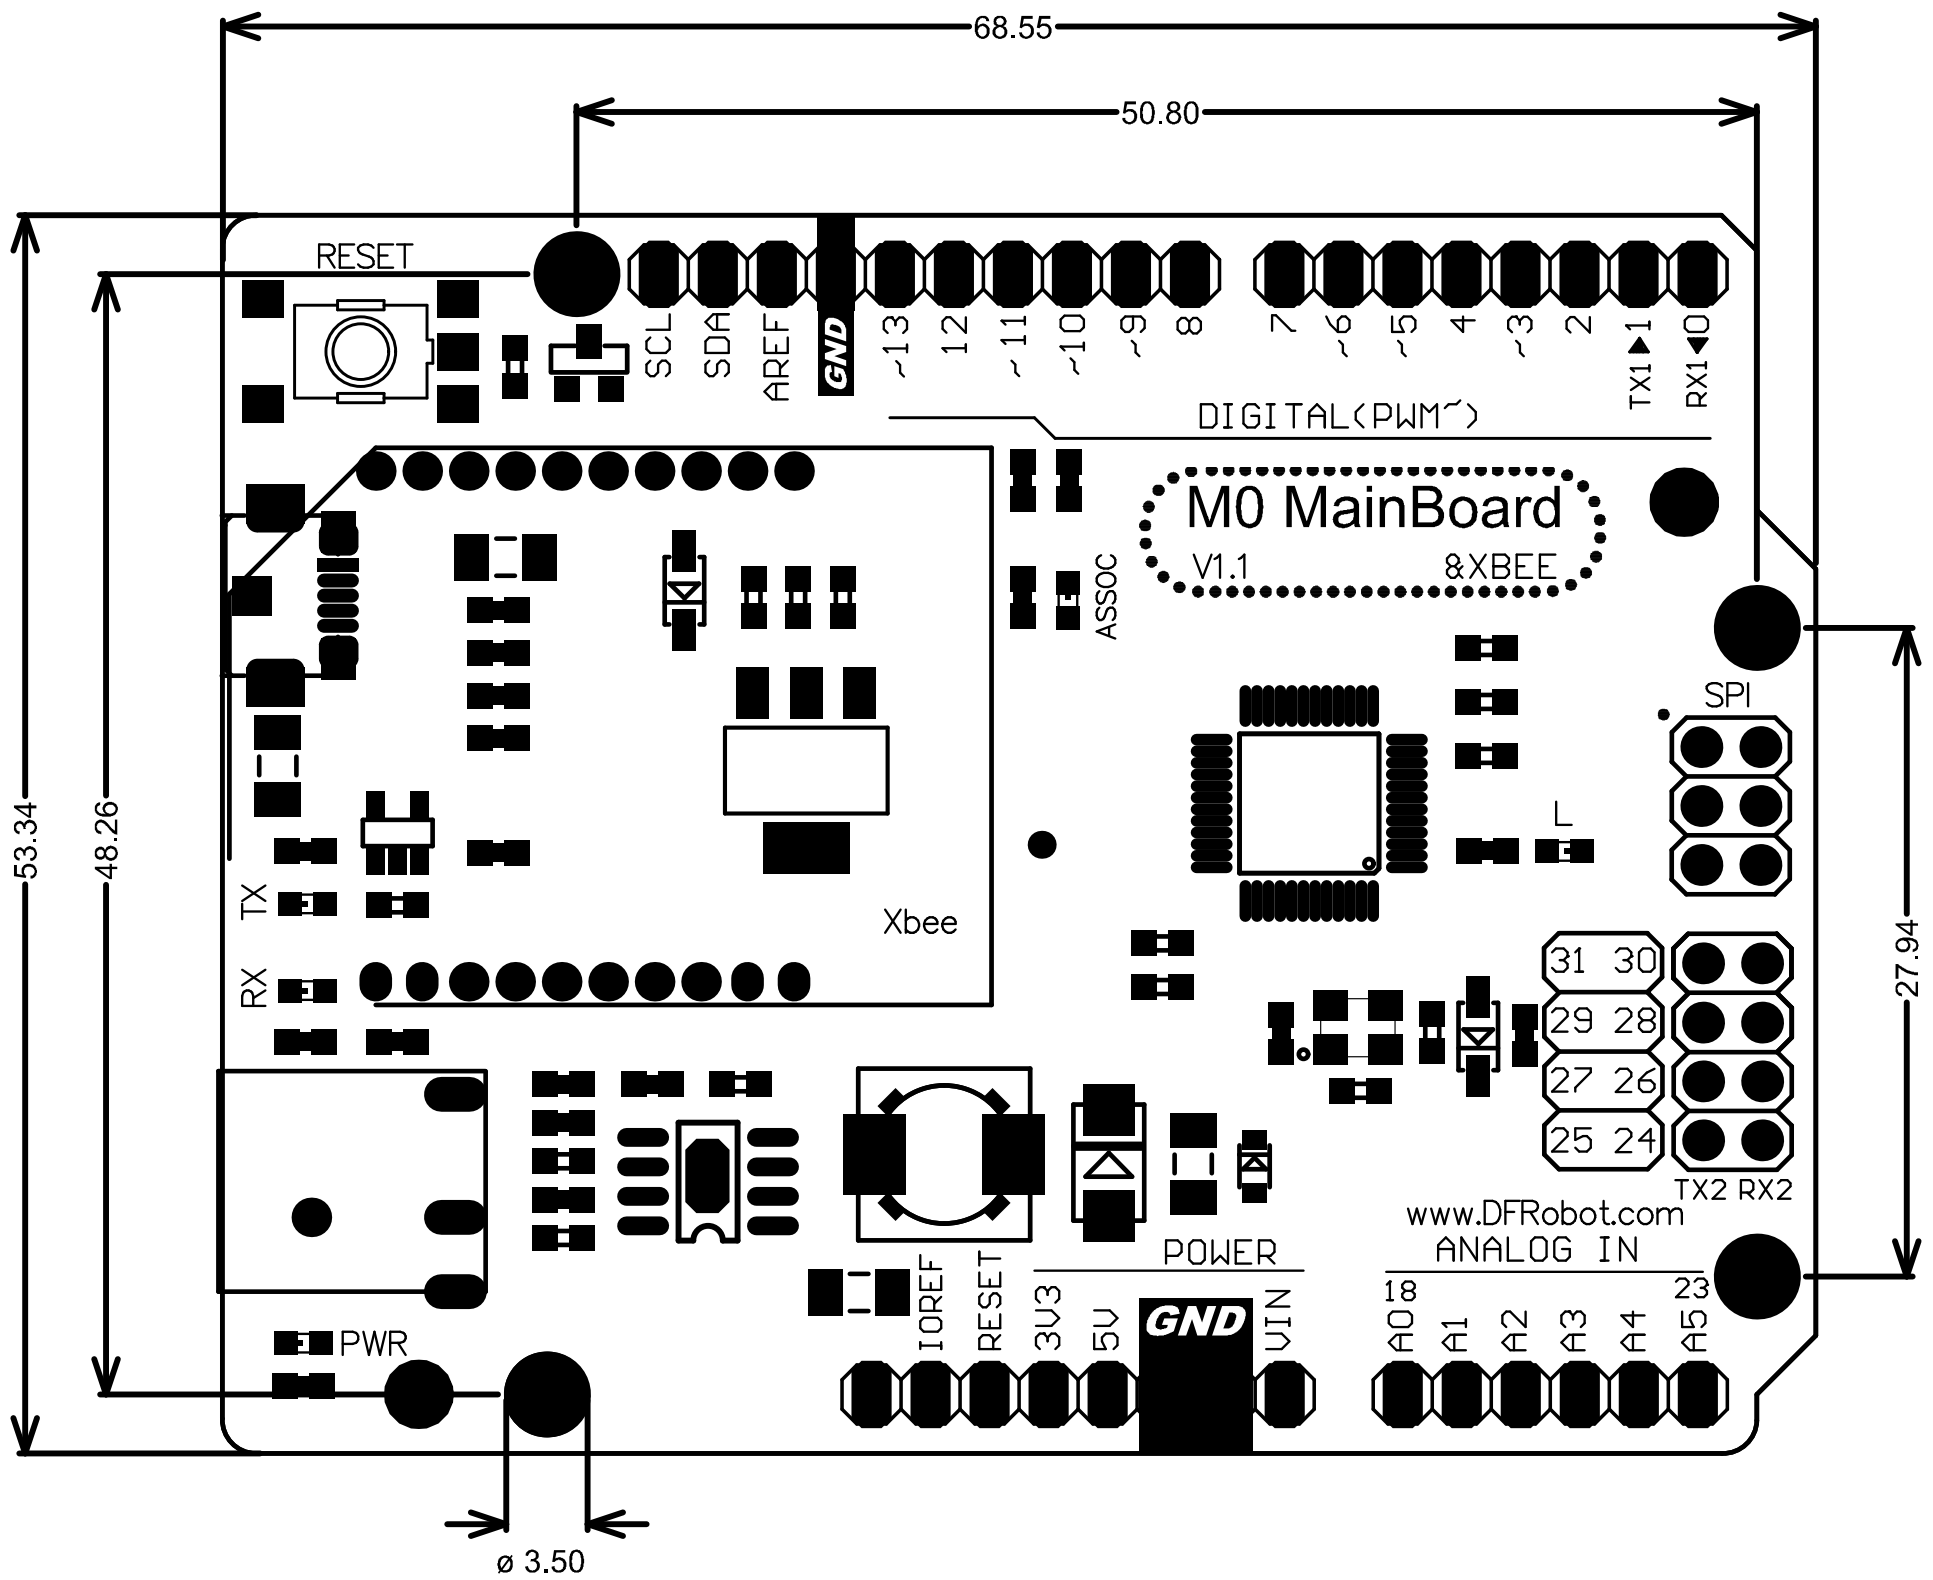 68.55
50.80
RESET
SCL
SDA
AREF
GND
~13
12
~11
~10
~9
8
7
~6
~5
4
~3
2
TX1▶1
RX1◀0
DIGITAL(PWM~)
M0 MainBoard
V1.1 &XBEE
ASSOC
SPI
53.34
48.26
L
TX
Xbee
27.94
RX
31 30
29 28
27 26
25 24
TX2 RX2
www.DFRobot.com
POWER
ANALOG IN
18 23
IOREF
RESET
3V3
5V
GND
VIN
A0
A1
A2
A3
A4
A5
PWR
ø 3.50